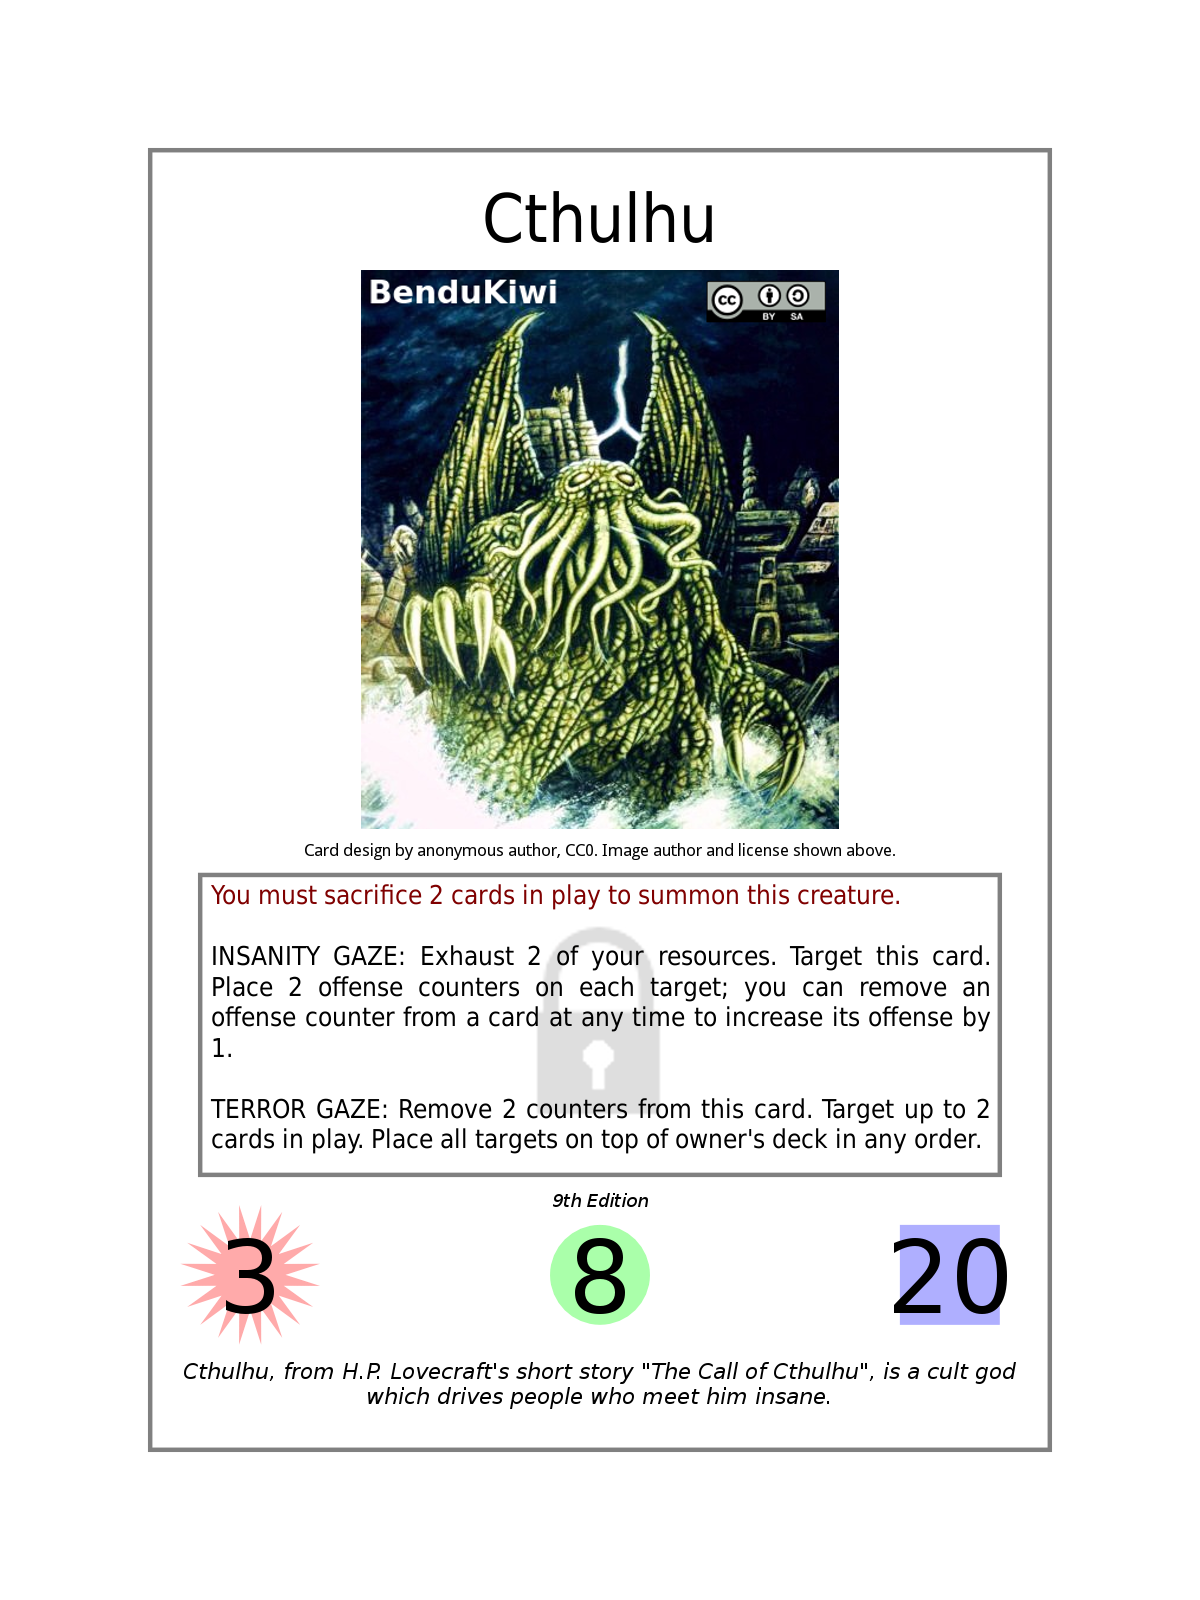 Cthulhu
BenduKiwi
cc
BY SA
Card design by anonymous author, CC0. Image author and license shown above.
You must sacrifice 2 cards in play to summon this creature.
INSANITY GAZE: Exhaust 2 of your resources. Target this card.
Place 2 offense counters on each target; you can remove an
offense counter from a card at any time to increase its offense by
1.
TERROR GAZE: Remove 2 counters from this card. Target up to 2
cards in play. Place all targets on top of owner's deck in any order.
9th Edition
3 8 20
Cthulhu, from H.P. Lovecraft's short story "The Call of Cthulhu", is a cult god
which drives people who meet him insane.